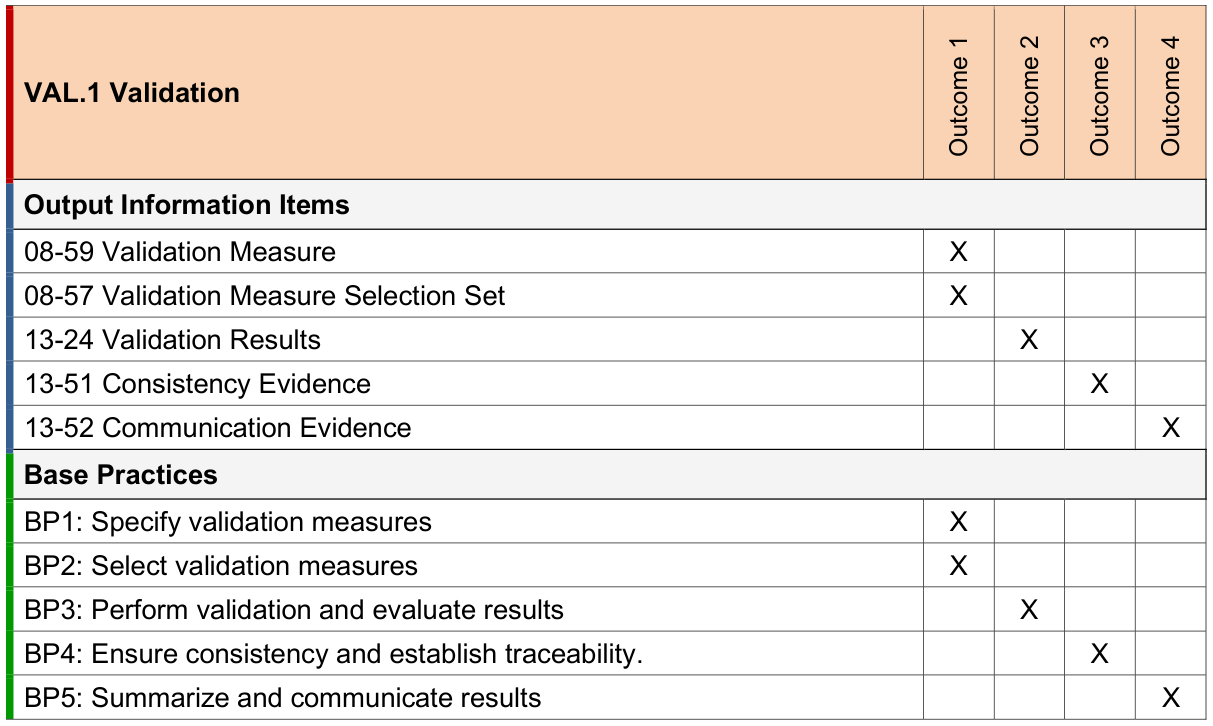 VAL.1 Validation Outcome 1 Outcome 2 Outcome 3 Outcome 4
Output Information Items
08-59 Validation Measure X
08-57 Validation Measure Selection Set X
13-24 Validation Results X
13-51 Consistency Evidence X
13-52 Communication Evidence X
Base Practices
BP1: Specify validation measures X
BP2: Select validation measures X
BP3: Perform validation and evaluate results X
BP4: Ensure consistency and establish traceability. X
BP5: Summarize and communicate results X